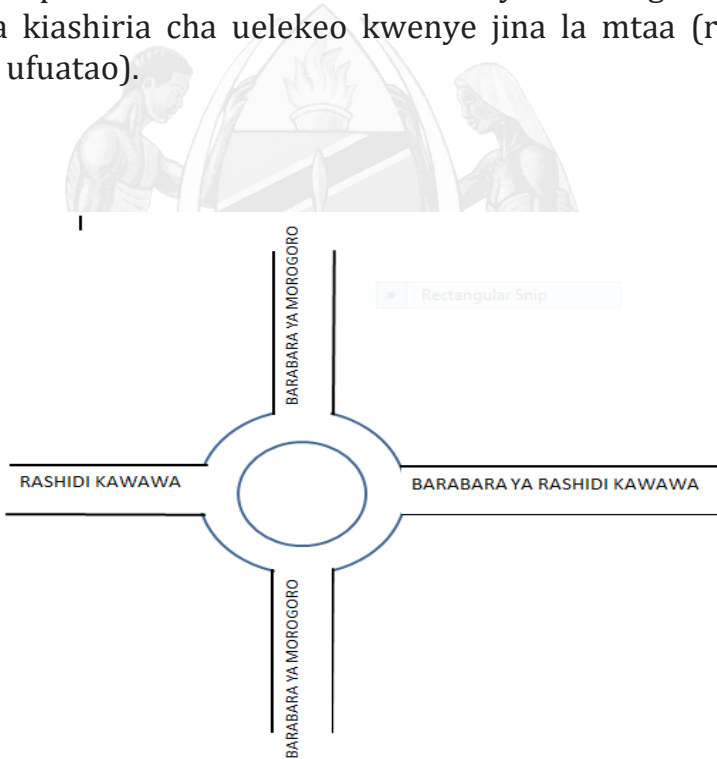 a kiashiria cha uelekeo kwenye jina la mtaa (r
ufuatao).
Rectangular Snip
BARABARA YA MOROGORO
RASHIDI KAWAWA
BARABARA YA RASHIDI KAWAWA
BARABARA YA MOROGORO